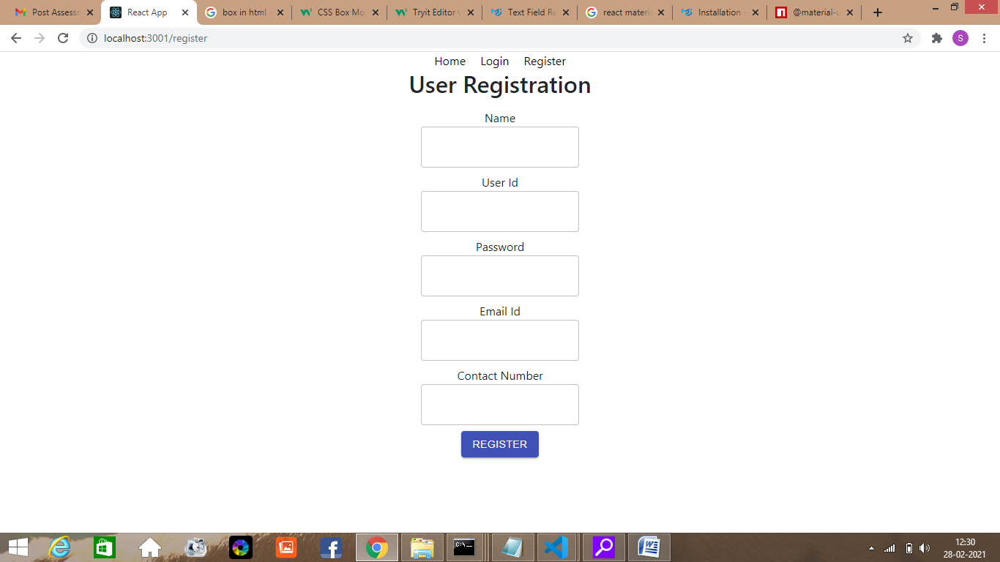 Post Assessm
React App
box in html
CSS Box Mo
Tryit Editor v
Text Field Re
react materia
Installation
@material-u
localhost:3001/register
S
Home Login Register
User Registration
Name
User Id
Password
Email Id
Contact Number
REGISTER
12:30
28-02-2021